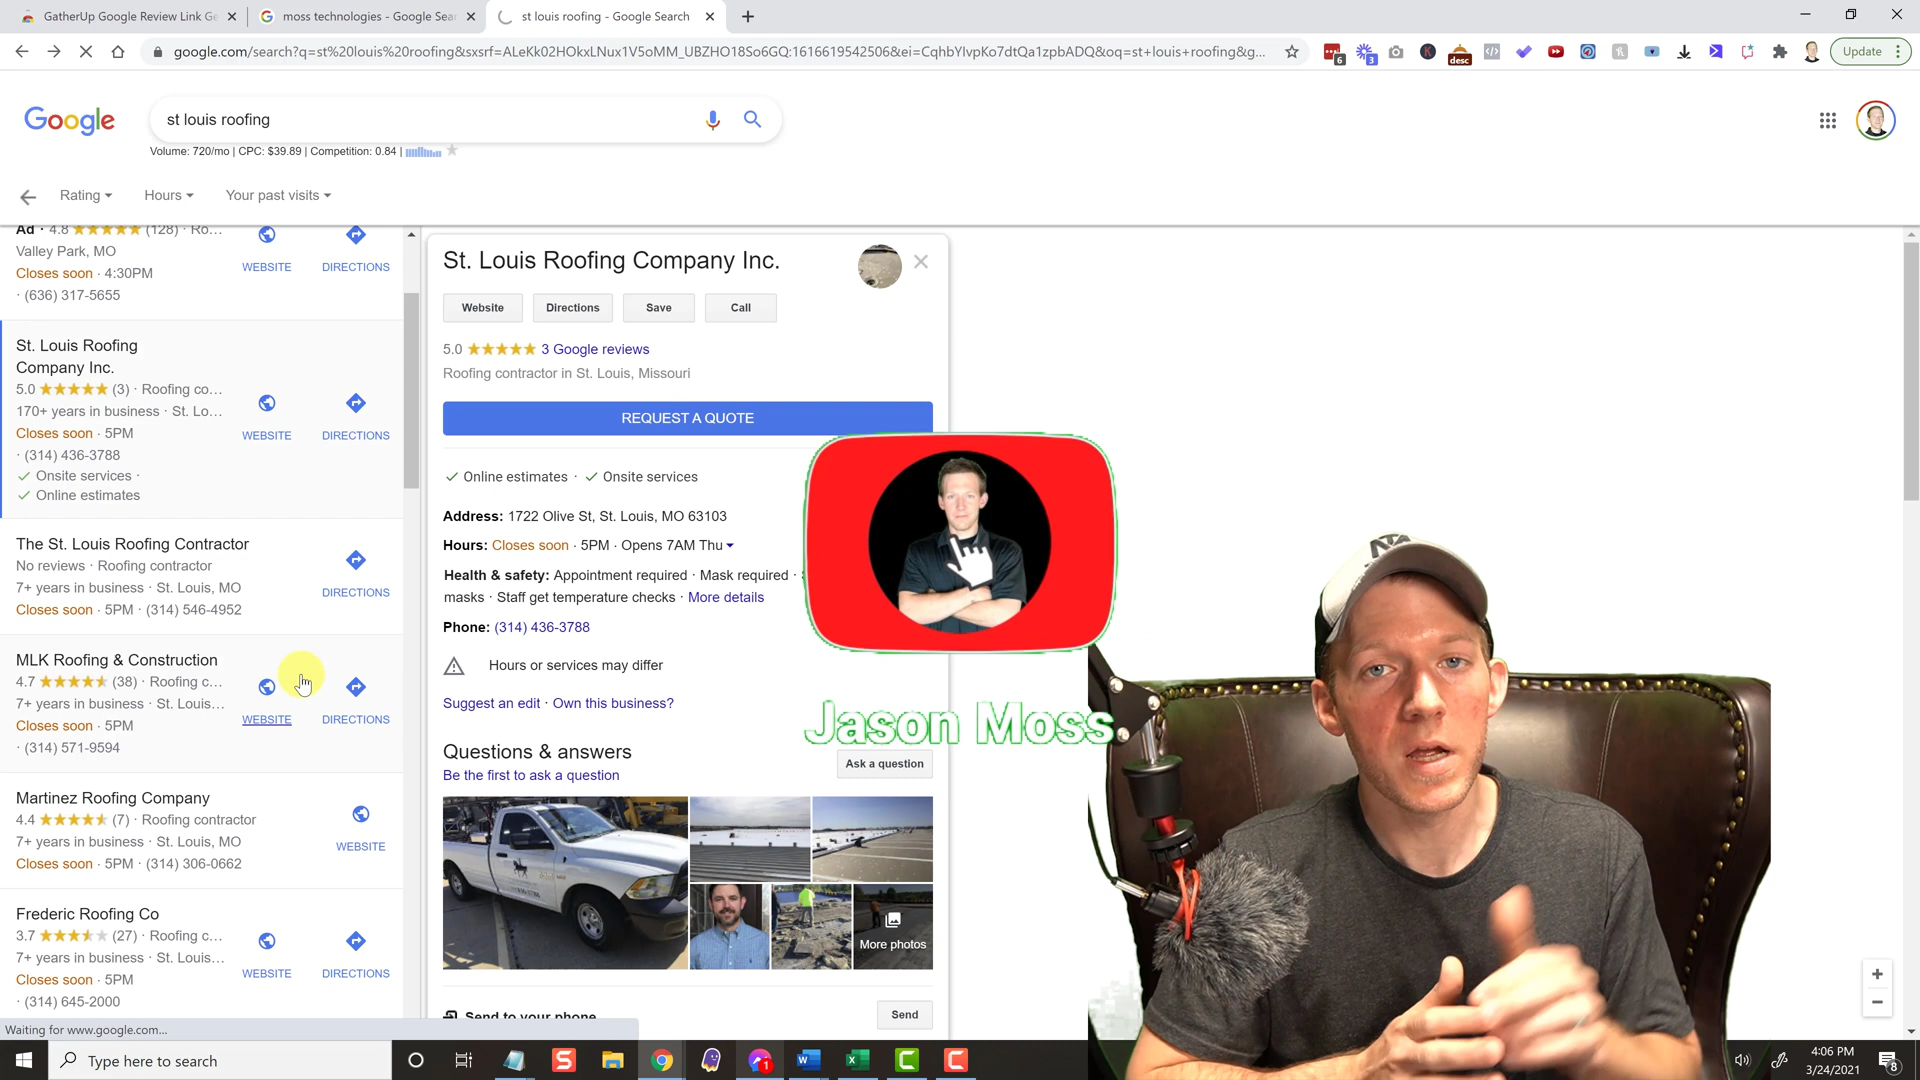 GatherUp Google Review Link Ge
moss technologies - Google Sear
st louis roofing - Google Search
google.com/search?q=st%20louis%20roofing&sxsrf=ALeKk02HOkxLNux1V5oMM_UBZHO18So6GQ:1616619542506&ei=CqhbYIvpKo7dtQa1zpbADQ&oq=st+louis+roofing&g...
6
3
desc
Update
Google
st louis roofing
Volume: 720/mo | CPC: $39.89 | Competition: 0.84 |
Rating
Hours
Your past visits
Ad · 4.8 (128) · Ro...
Valley Park, MO
Closes soon · 4:30PM
· (636) 317-5655
WEBSITE
DIRECTIONS
St. Louis Roofing
Company Inc.
5.0 (3) · Roofing co...
170+ years in business · St. Lo...
Closes soon · 5PM
· (314) 436-3788
Onsite services ·
Online estimates
WEBSITE
DIRECTIONS
The St. Louis Roofing Contractor
No reviews · Roofing contractor
7+ years in business · St. Louis, MO
Closes soon · 5PM · (314) 546-4952
DIRECTIONS
MLK Roofing & Construction
4.7 (38) · Roofing c...
7+ years in business · St. Louis...
Closes soon · 5PM
· (314) 571-9594
WEBSITE
DIRECTIONS
Martinez Roofing Company
4.4 (7) · Roofing contractor
7+ years in business · St. Louis, MO
Closes soon · 5PM · (314) 306-0662
WEBSITE
Frederic Roofing Co
3.7 (27) · Roofing c...
7+ years in business · St. Louis...
Closes soon · 5PM
· (314) 645-2000
WEBSITE
DIRECTIONS
St. Louis Roofing Company Inc.
Website
Directions
Save
Call
5.0 3 Google reviews
Roofing contractor in St. Louis, Missouri
REQUEST A QUOTE
Online estimates · Onsite services
Address: 1722 Olive St, St. Louis, MO 63103
Hours: Closes soon · 5PM · Opens 7AM Thu
Health & safety: Appointment required · Mask required ·
masks · Staff get temperature checks · More details
Phone: (314) 436-3788
Hours or services may differ
Suggest an edit · Own this business?
Questions & answers
Be the first to ask a question
Ask a question
More photos
Send to your phone
Send
Jason Moss
Waiting for www.google.com...
Type here to search
1
4:06 PM
3/24/2021
8